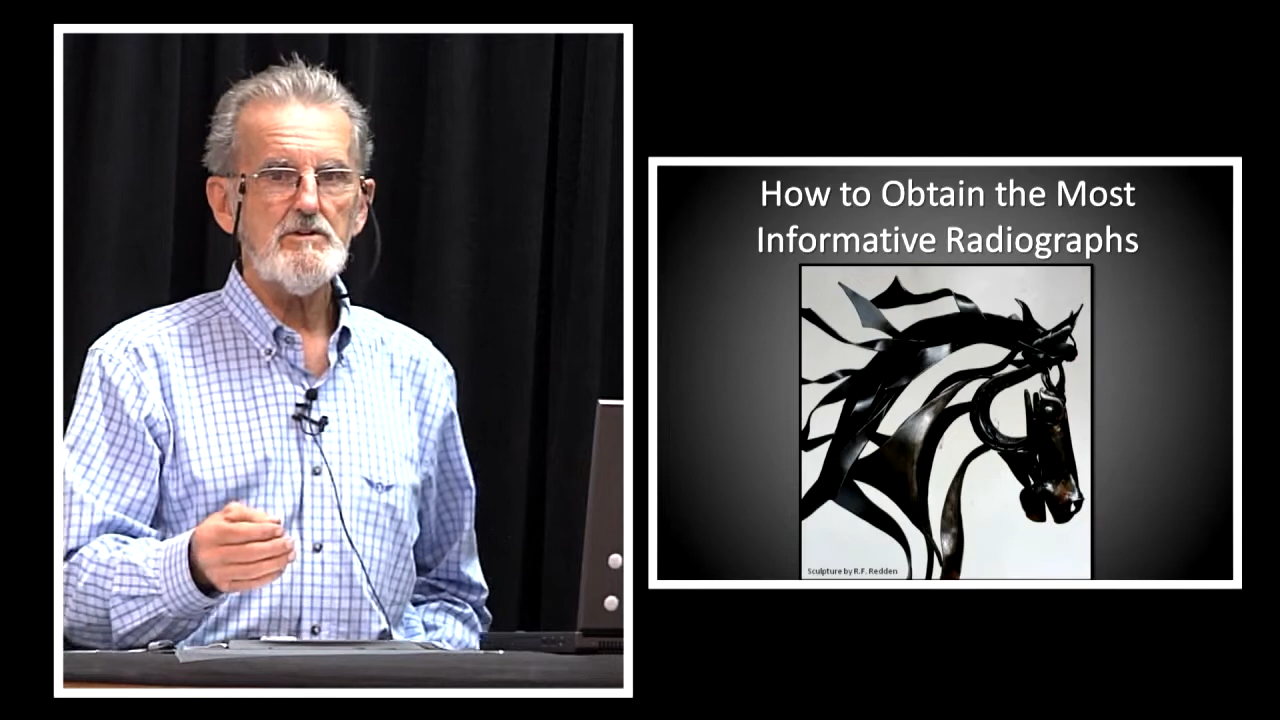 How to Obtain the Most
Informative Radiographs
Sculpture by R.F. Redden